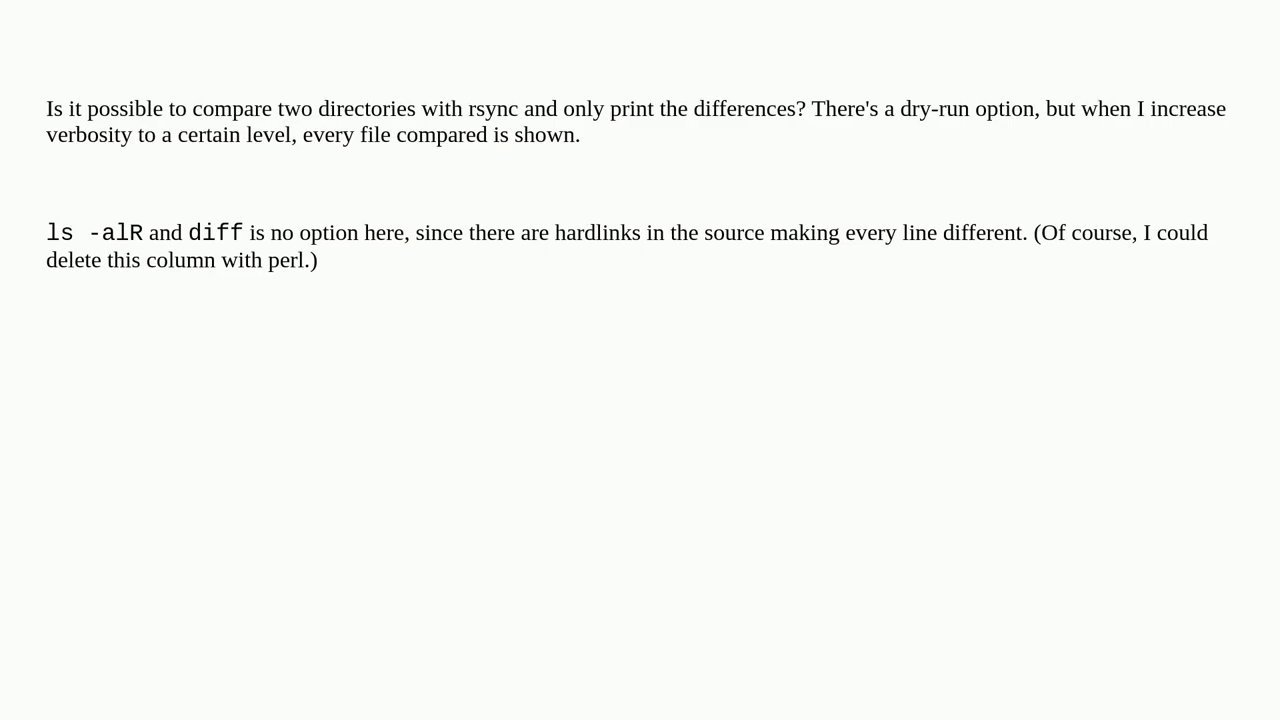 Is it possible to compare two directories with rsync and only print the differences? There's a dry-run option, but when I increase
verbosity to a certain level, every file compared is shown.
ls -alR and diff is no option here, since there are hardlinks in the source making every line different. (Of course, I could
delete this column with perl.)